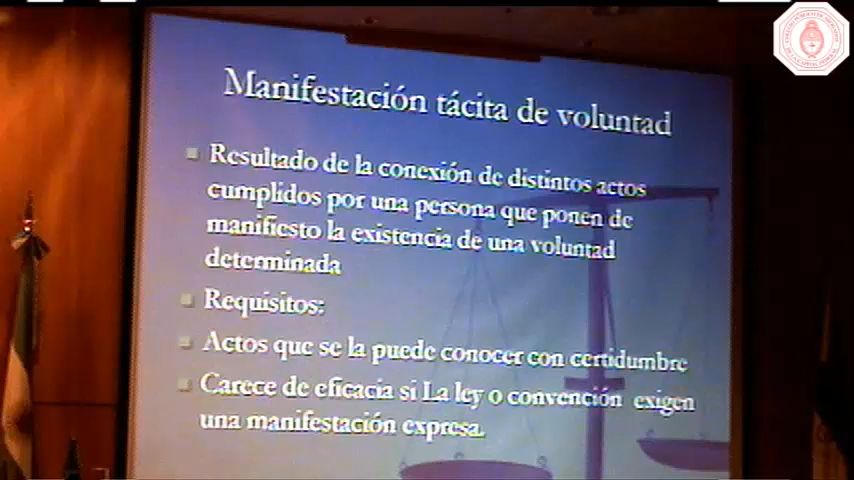 Manifestación tácita de voluntad
Resultado de la conexión de distintos actos
cumplidos por una persona que ponen de
manifiesto la existencia de una voluntad
determinada
Requisitos:
Actos que se la puede conocer con certidumbre
Carece de eficacia si La ley o convención exigen
una manifestación expresa.